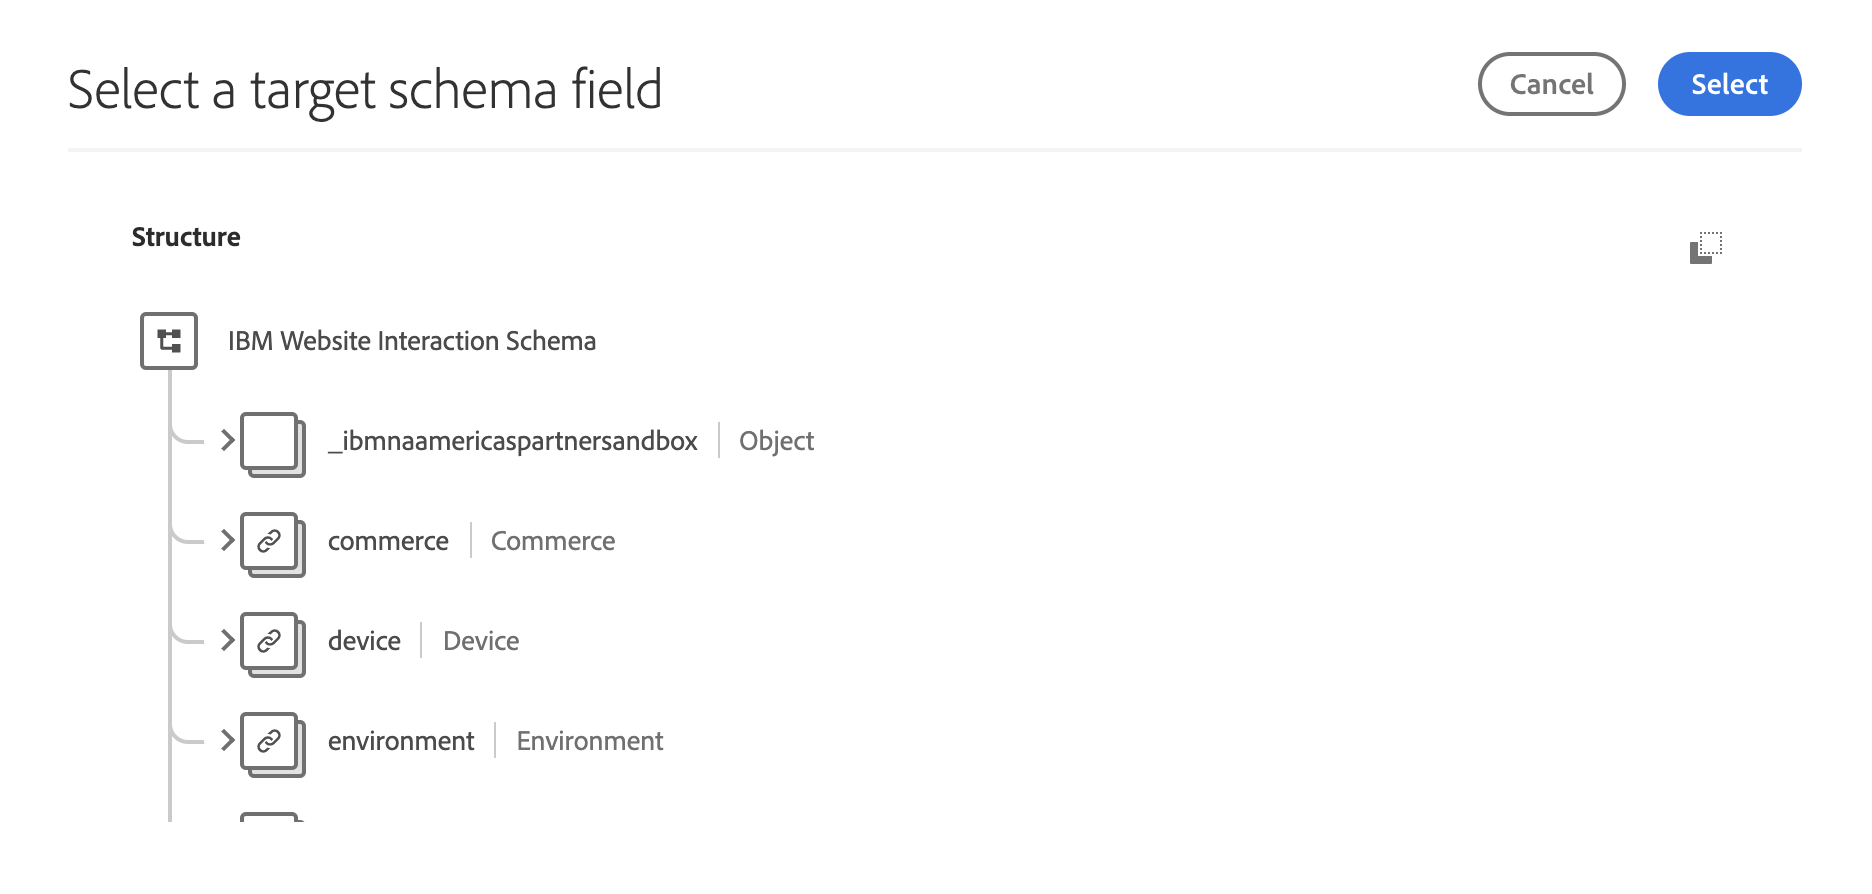 Select a target schema field
Cancel
Select
Structure
IBM Website Interaction Schema
_ibmnaamericaspartnersandbox | Object
commerce | Commerce
device | Device
environment | Environment